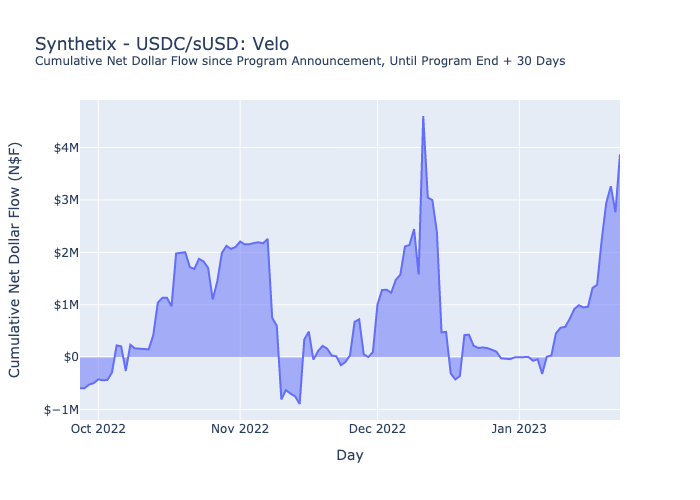 Synthetix - USDC/sUSD: Velo
Cumulative Net Dollar Flow since Program Announcement, Until Program End + 30 Days
Cumulative Net Dollar Flow (N$F)
$4M
$3M
$2M
$1M
$0
$−1M
Oct 2022
Nov 2022
Dec 2022
Jan 2023
Day